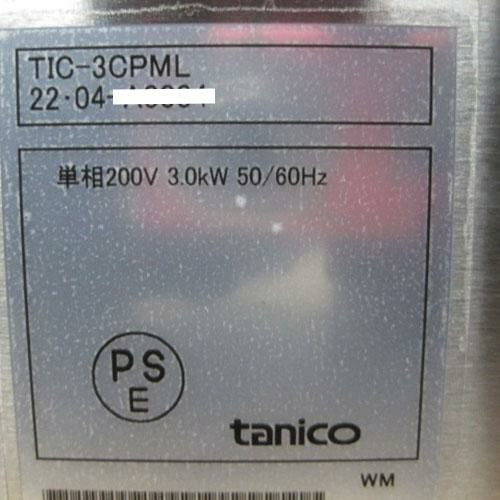 TIC-3CPML
22·04-
単相200V 3.0kW 50/60Hz
PS
E
tanico
WM